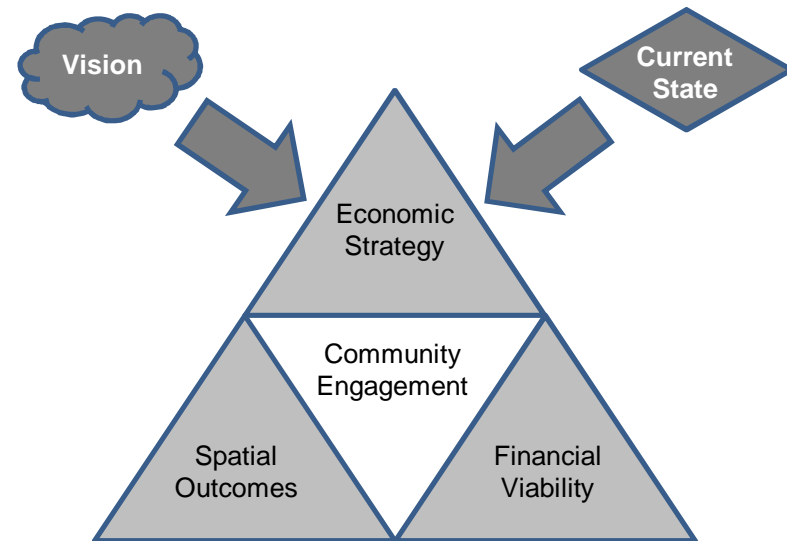 Vision
Current
State
Economic
Strategy
Community
Engagement
Spatial
Outcomes
Financial
Viability